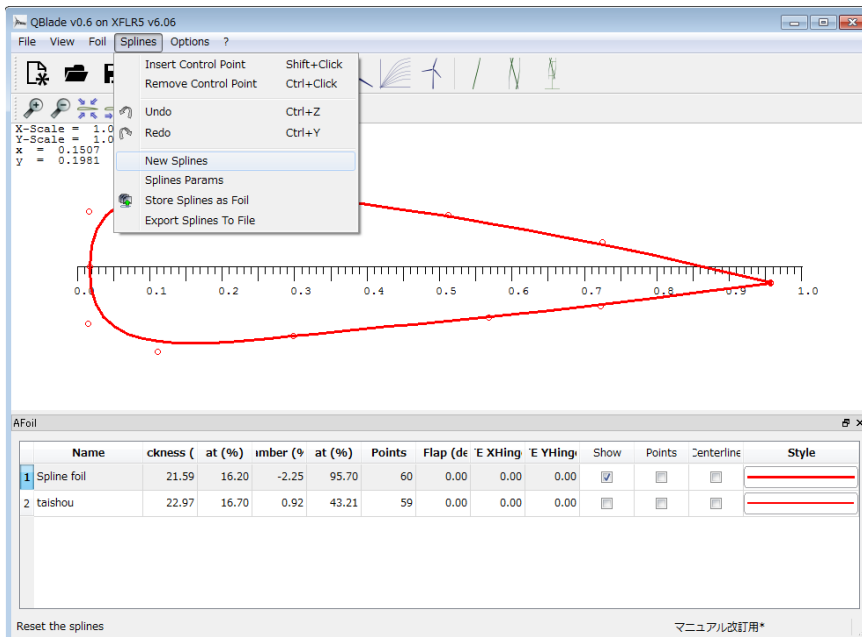 QBlade v0.6 on XFLR5 v6.06
File View Foil Splines Options ?
Insert Control Point Shift+Click
Remove Control Point Ctrl+Click
Undo Ctrl+Z
Redo Ctrl+Y
New Splines
Splines Params
Store Splines as Foil
Export Splines To File
X-Scale = 1.0
Y-Scale = 1.0
x = 0.1507
y = 0.1981
0.0 0.1 0.2 0.3 0.4 0.5 0.6 0.7 0.8 0.9 1.0
AFoil
Name ckness ( at (%) mber (% at (%) Points Flap (de E XHing E YHing Show Points Centerline Style
1 Spline foil 21.59 16.20 -2.25 95.70 60 0.00 0.00 0.00
2 taishou 22.97 16.70 0.92 43.21 59 0.00 0.00 0.00
Reset the splines マニュアル改訂用*